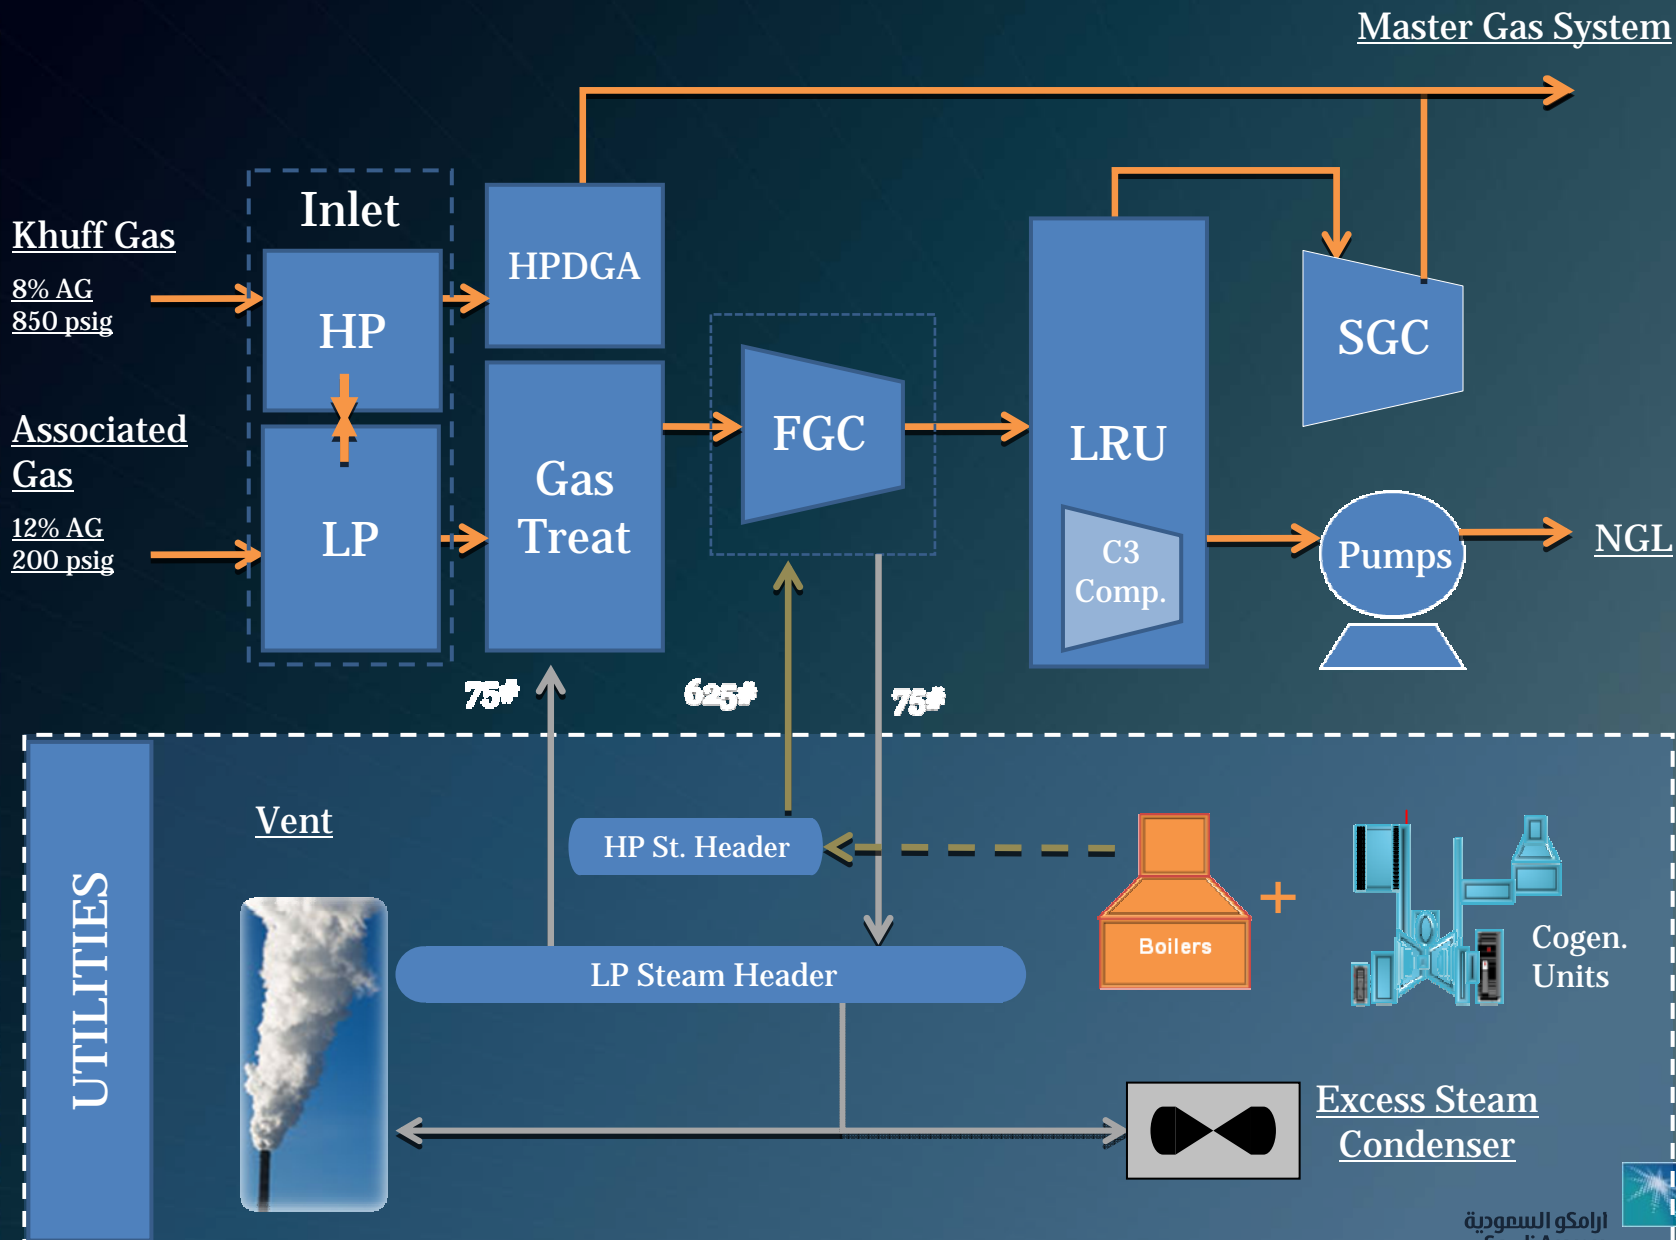 Master Gas System
Inlet
Khuff Gas
8% AG
850 psig
HP
HPDGA
SGC
Associated
Gas
12% AG
200 psig
LP
Gas
Treat
FGC
LRU
C3
Comp.
Pumps
NGL
75#
625#
75#
UTILITIES
Vent
HP St. Header
Boilers
+
Cogen.
Units
LP Steam Header
Excess Steam
Condenser
أرامكو السعودية